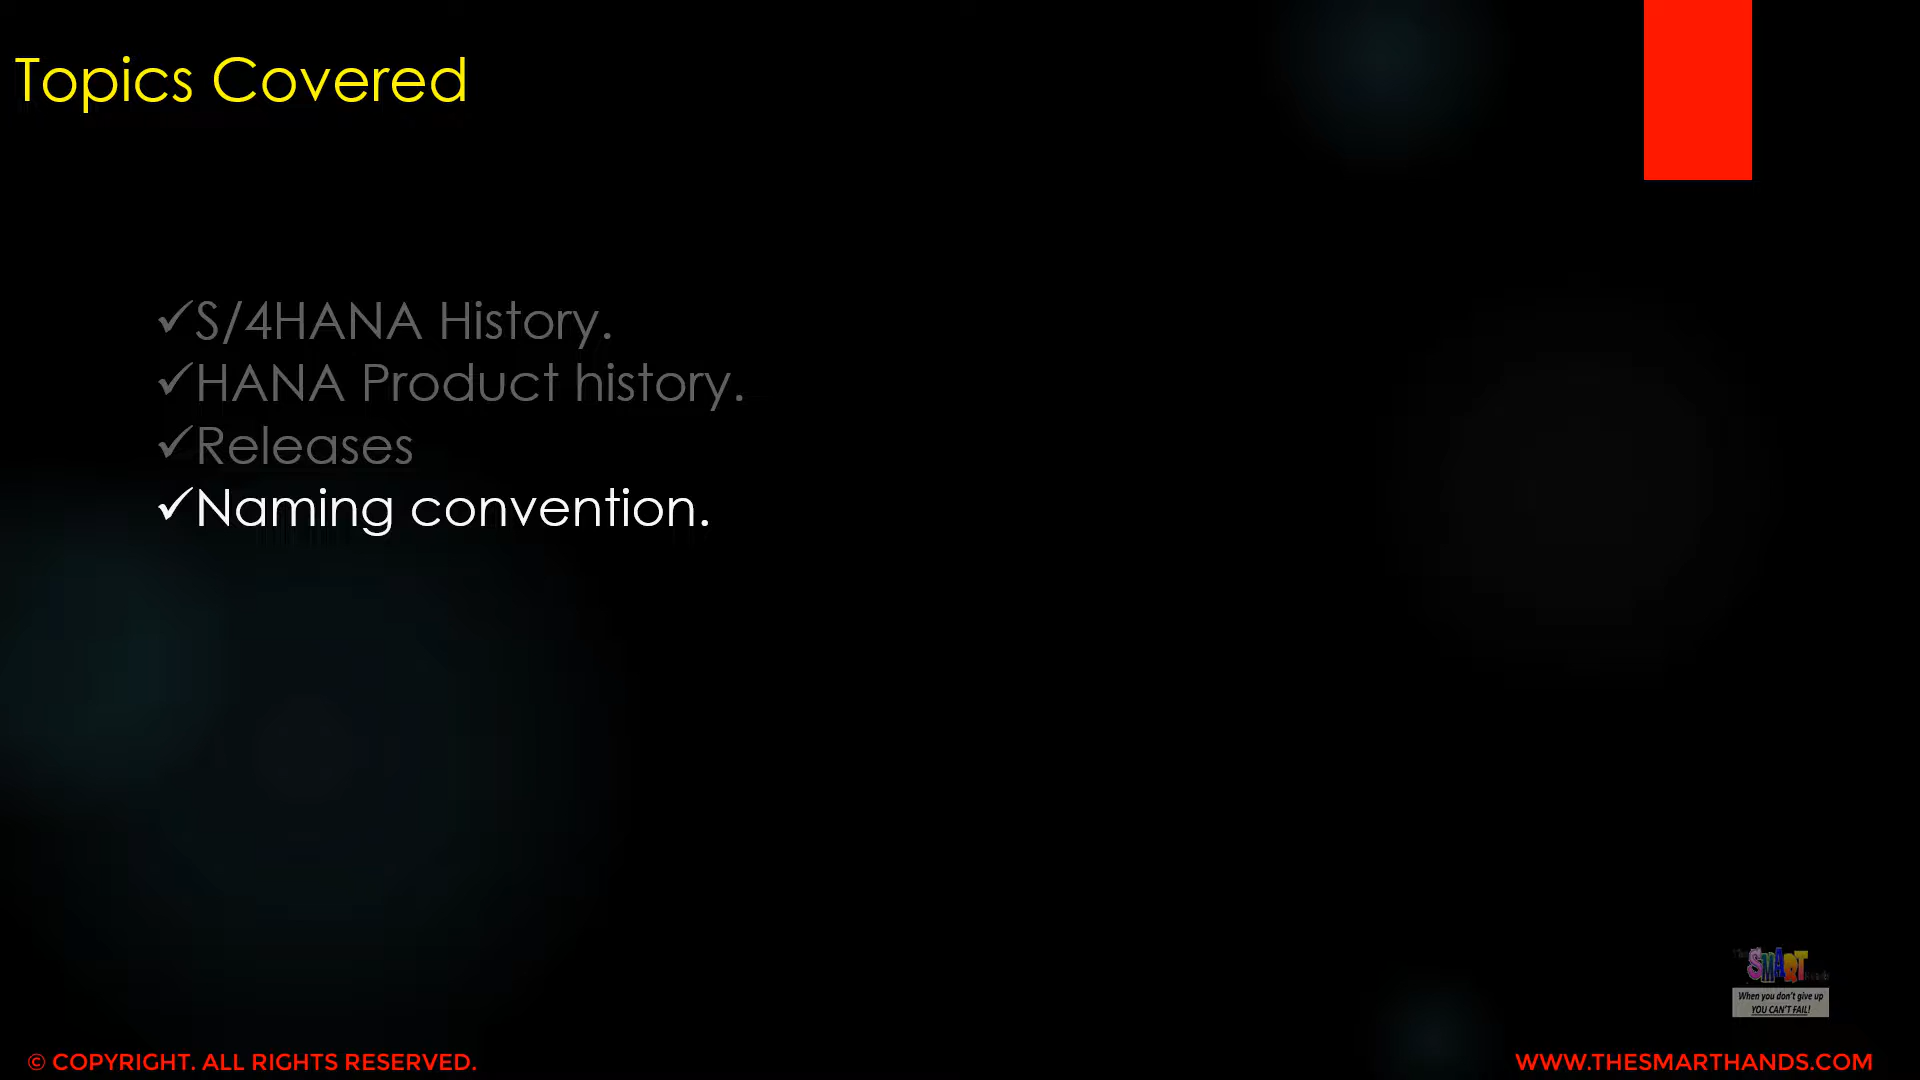 Topics Covered
✓S/4HANA History.
✓HANA Product history.
✓Releases
✓Naming convention.
SMART
When you don't give up
YOU CAN'T FAIL!
© COPYRIGHT. ALL RIGHTS RESERVED.
WWW.THESMARTHANDS.COM